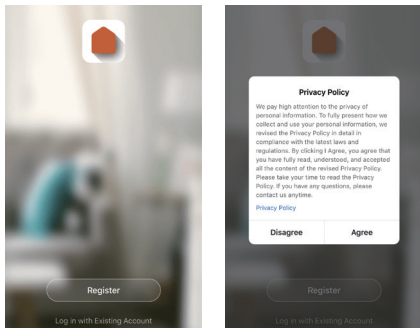 Register
Log in with Existing Account
Privacy Policy
We pay high attention to the privacy of
personal information. To fully present how we
collect and use your personal information, we
revised the Privacy Policy in detail in
compliance with the latest laws and
regulations. By clicking I Agree, you agree that
you have fully read, understood, and accepted
all the content of the revised Privacy Policy.
Please take your time to read the Privacy
Policy. If you have any questions, please
contact us anytime.
Privacy Policy
Disagree
Agree
Register
Log in with Existing Account